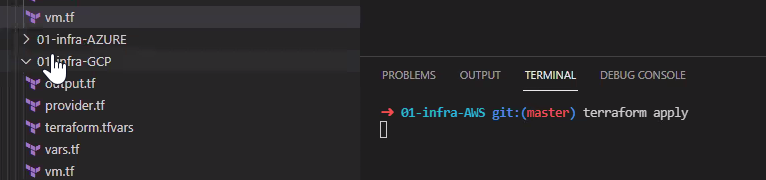 vm.tf
01-infra-AZURE
01-infra-GCP
output.tf
provider.tf
terraform.tfvars
vars.tf
vm.tf
PROBLEMS OUTPUT TERMINAL DEBUG CONSOLE
➜ 01-infra-AWS git:(master) terraform apply